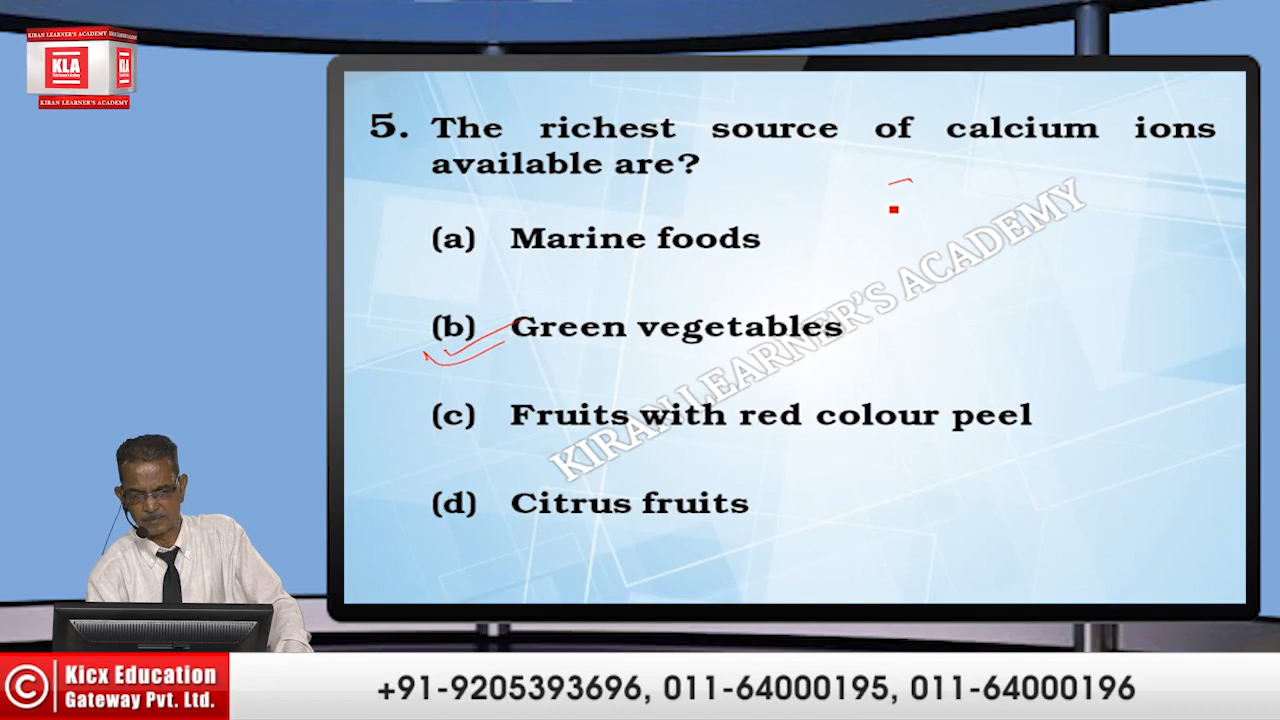 KIRAN LEARNER'S ACADEMY
KLA
KLA
KIRAN LEARNER'S ACADEMY
5. The richest source of calcium ions
available are?
(a) Marine foods
(b) Green vegetables
(c) Fruits with red colour peel
(d) Citrus fruits
KIRAN LEARNER'S ACADEMY
© Kicx Education
Gateway Pvt. Ltd.
+91-9205393696, 011-64000195, 011-64000196